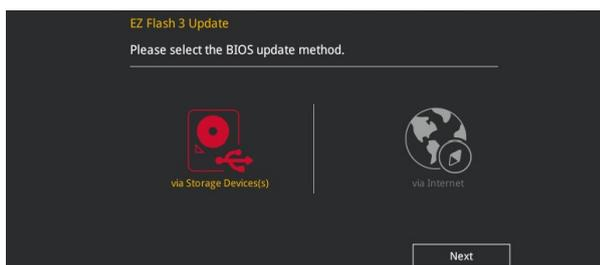 EZ Flash 3 Update
Please select the BIOS update method.
via Storage Devices(s)
via Internet
Next